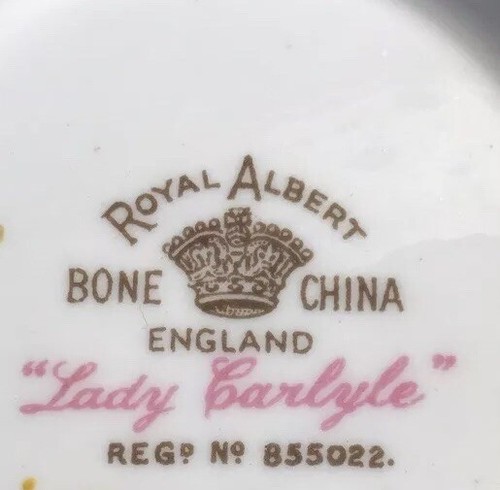 ROYAL ALBERT
BONE CHINA
ENGLAND
"Lady Carlyle"
REGD No 855022.